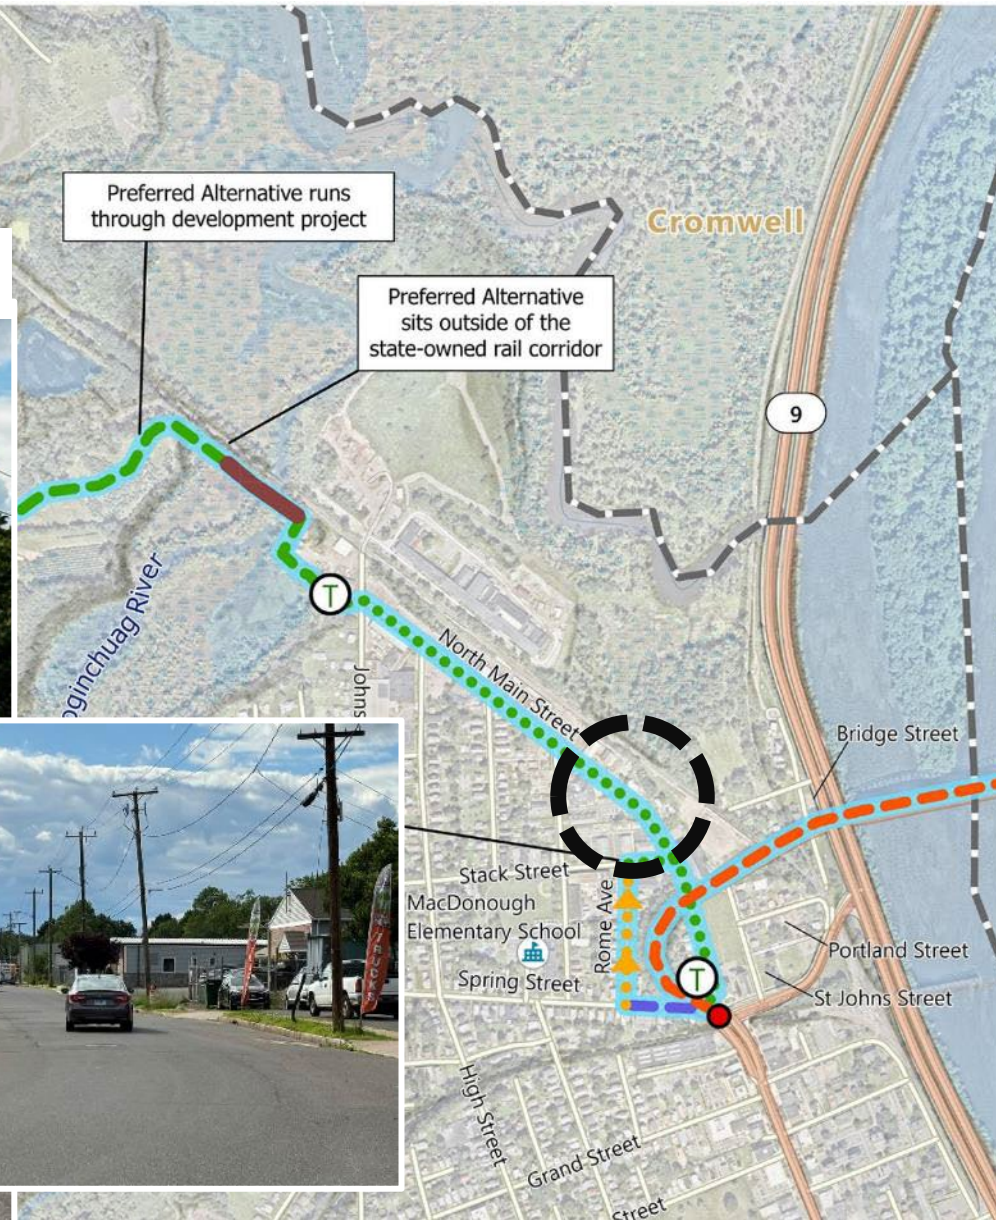 Preferred Alternative runs
through development project
Cromwell
Preferred Alternative
sits outside of the
state-owned rail corridor
9
T
North Main Street
Bridge Street
Stack Street
MacDonough
Elementary School
Rome Ave
Spring Street
T
Portland Street
St Johns Street
High Street
Grand Street
Street
River
TRUCKS